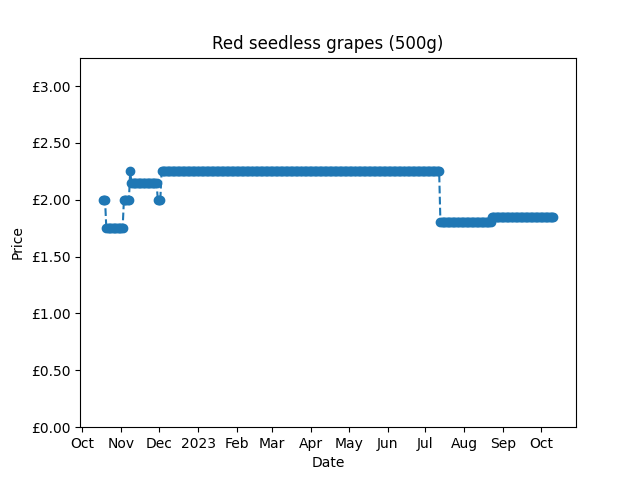 Red seedless grapes (500g)
£3.00
£2.50
£2.00
£1.50
£1.00
£0.50
£0.00
Price
Oct Nov Dec 2023 Feb Mar Apr May Jun Jul Aug Sep Oct
Date